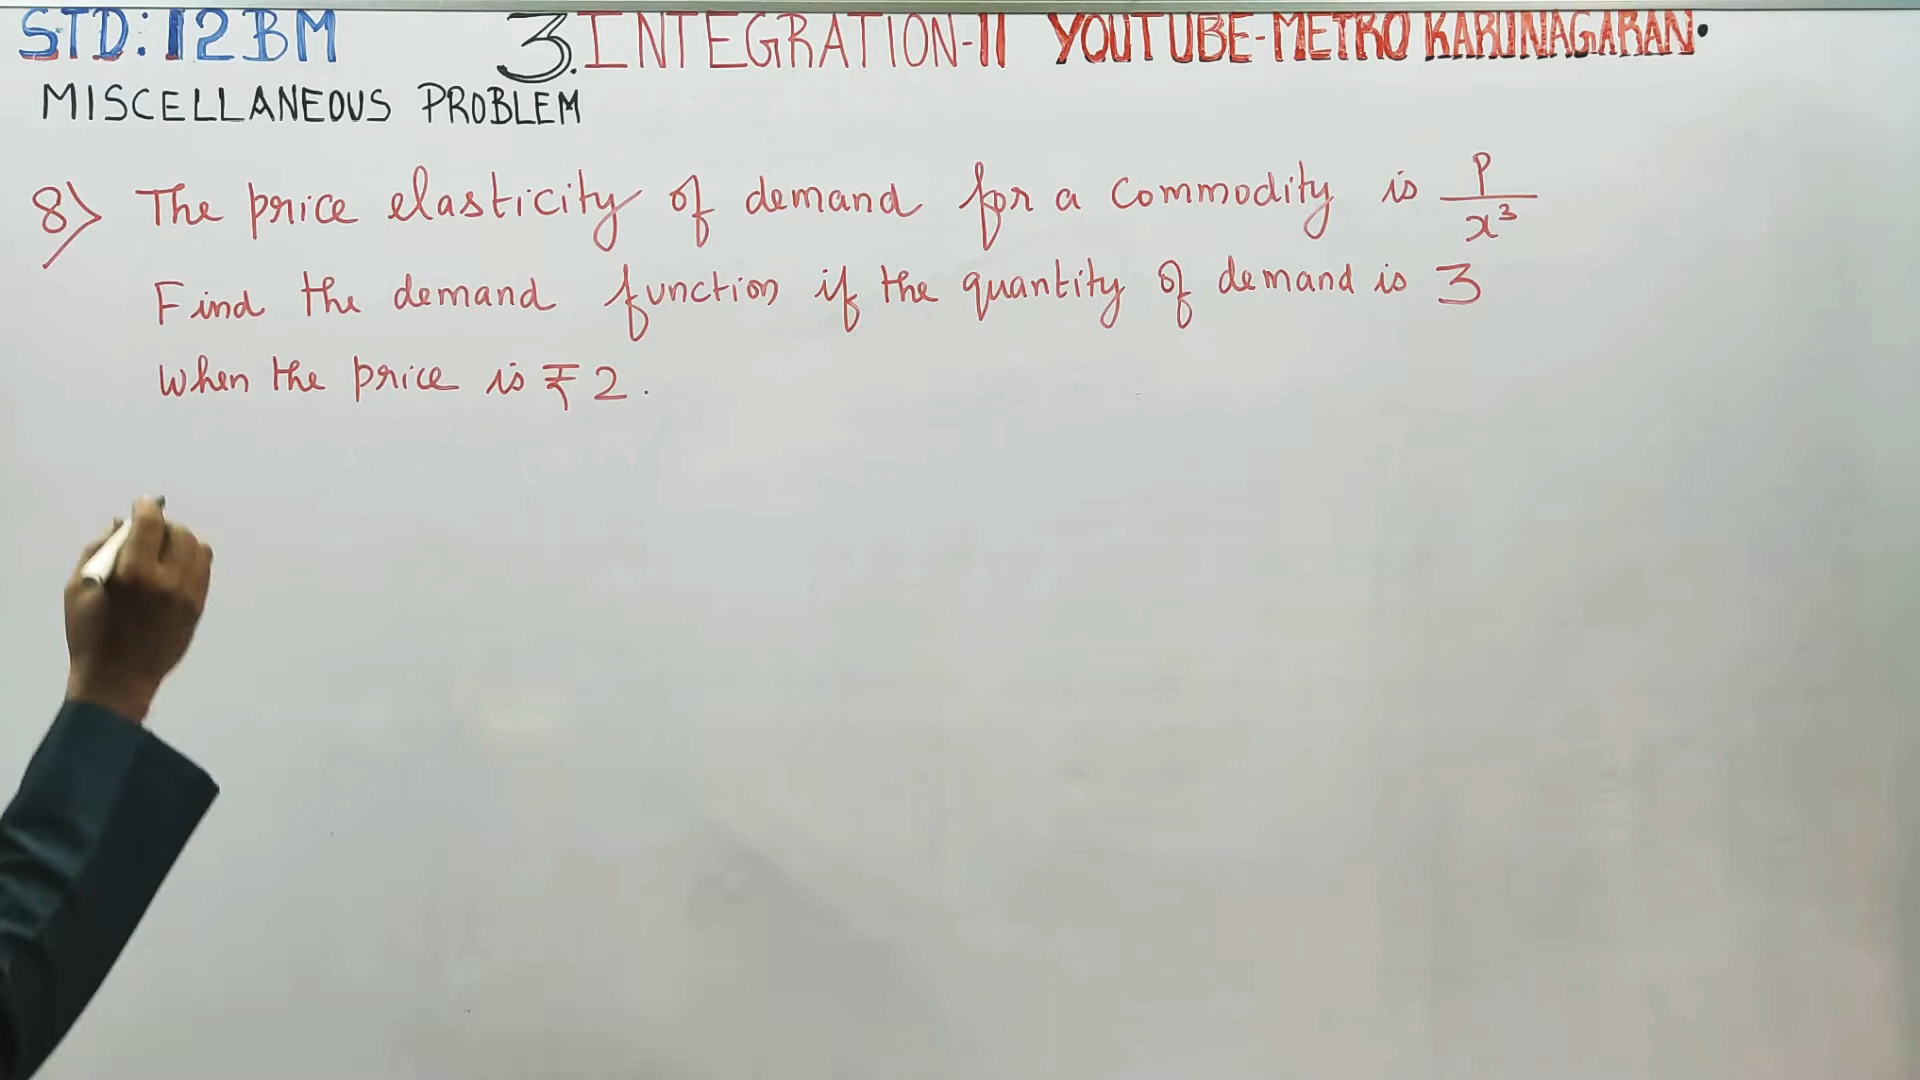 STD: 12 BM 3. INTEGRATION-II YOUTUBE-METRO KARUNAGARAN.
MISCELLANEOUS PROBLEM
8) The price elasticity of demand for a commodity is p/x³
Find the demand function if the quantity of demand is 3
When the price is ₹ 2.